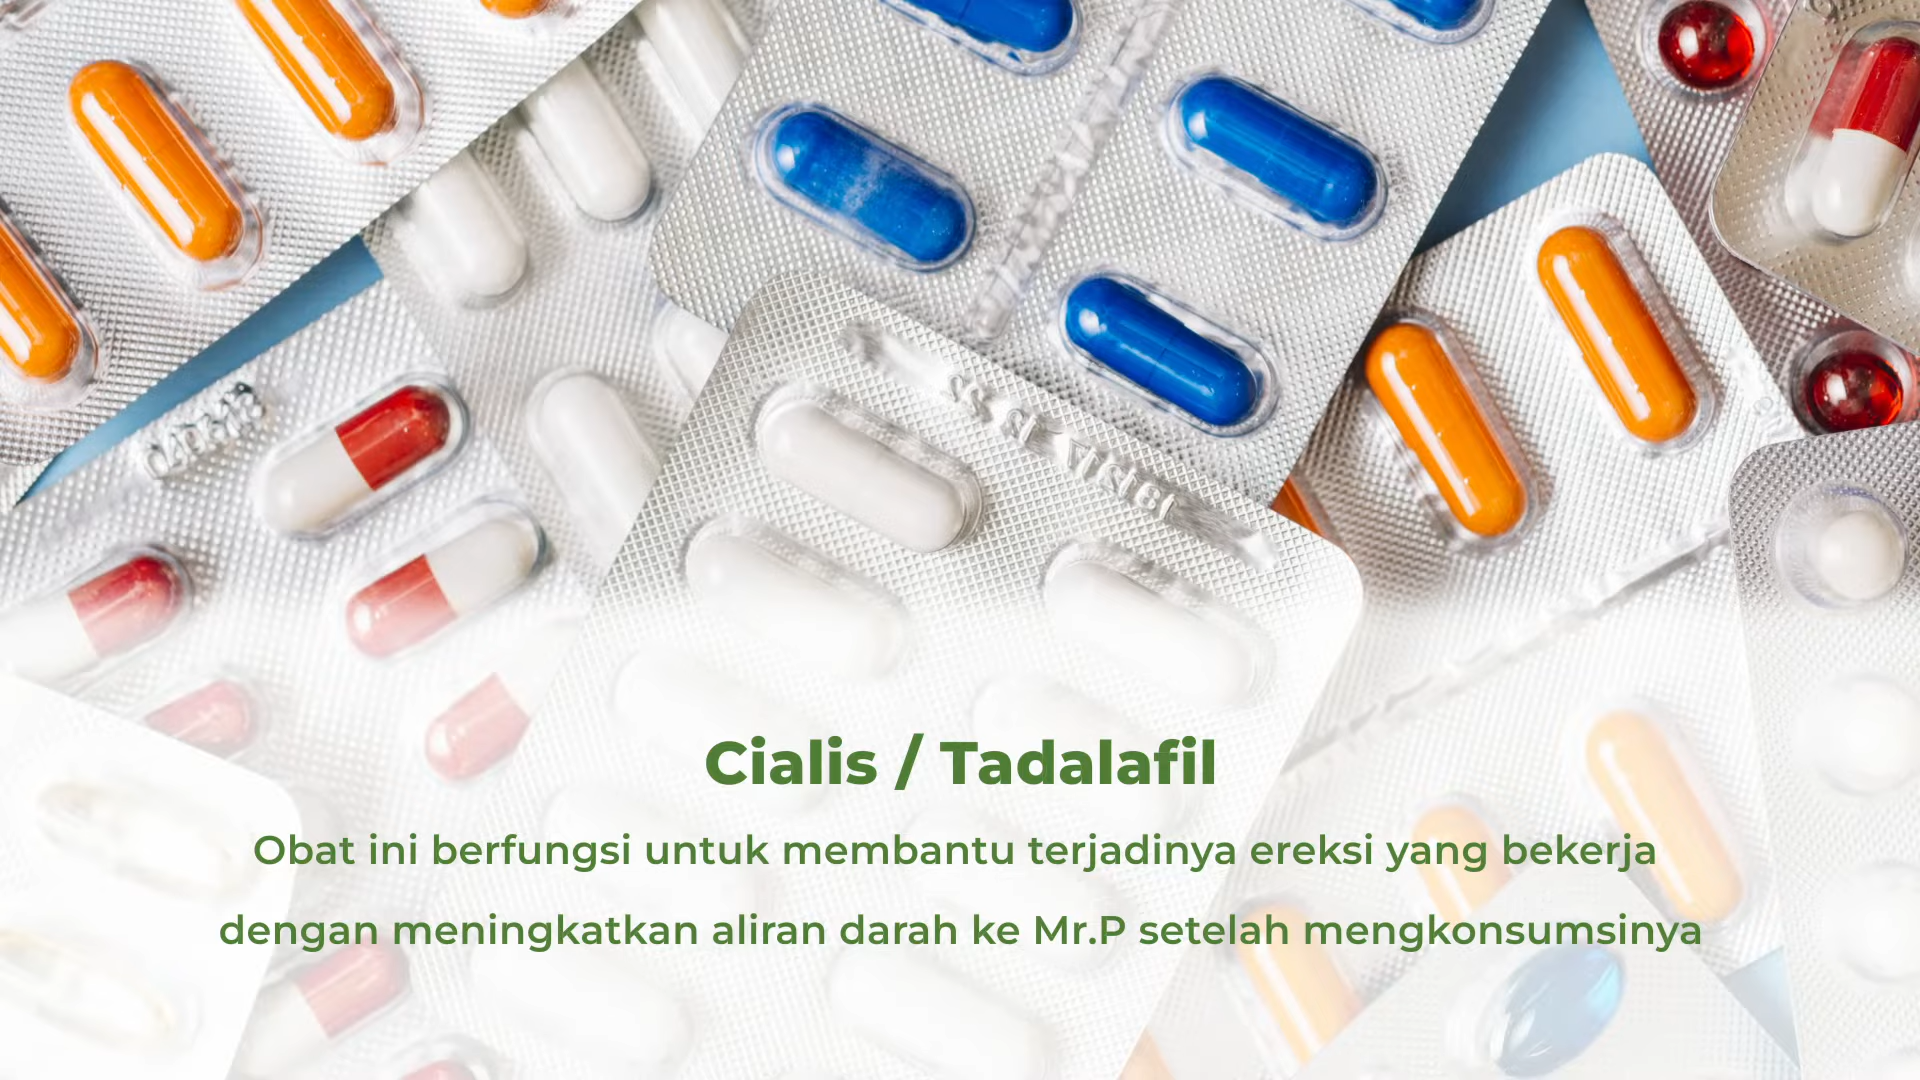 Cialis / Tadalafil
Obat ini berfungsi untuk membantu terjadinya ereksi yang bekerja
dengan meningkatkan aliran darah ke Mr.P setelah mengkonsumsinya